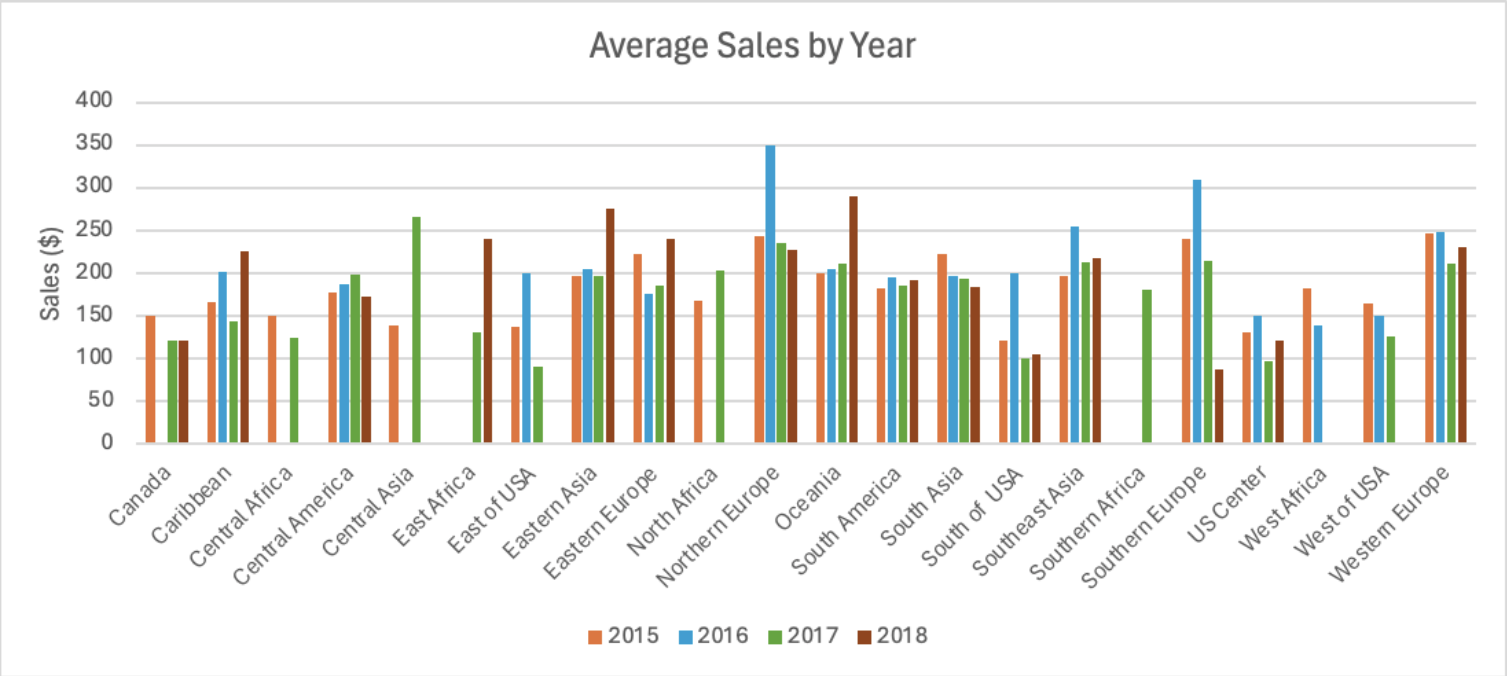 Average Sales by Year
Sales ($)
400
350
300
250
200
150
100
50
0
Canada
Caribbean
Central Africa
Central America
Central Asia
East Africa
East of USA
Eastern Asia
Eastern Europe
North Africa
Northern Europe
Oceania
South America
South Asia
South of USA
Southeast Asia
Southern Africa
Southern Europe
US Center
West Africa
West of USA
Western Europe
2015 2016 2017 2018